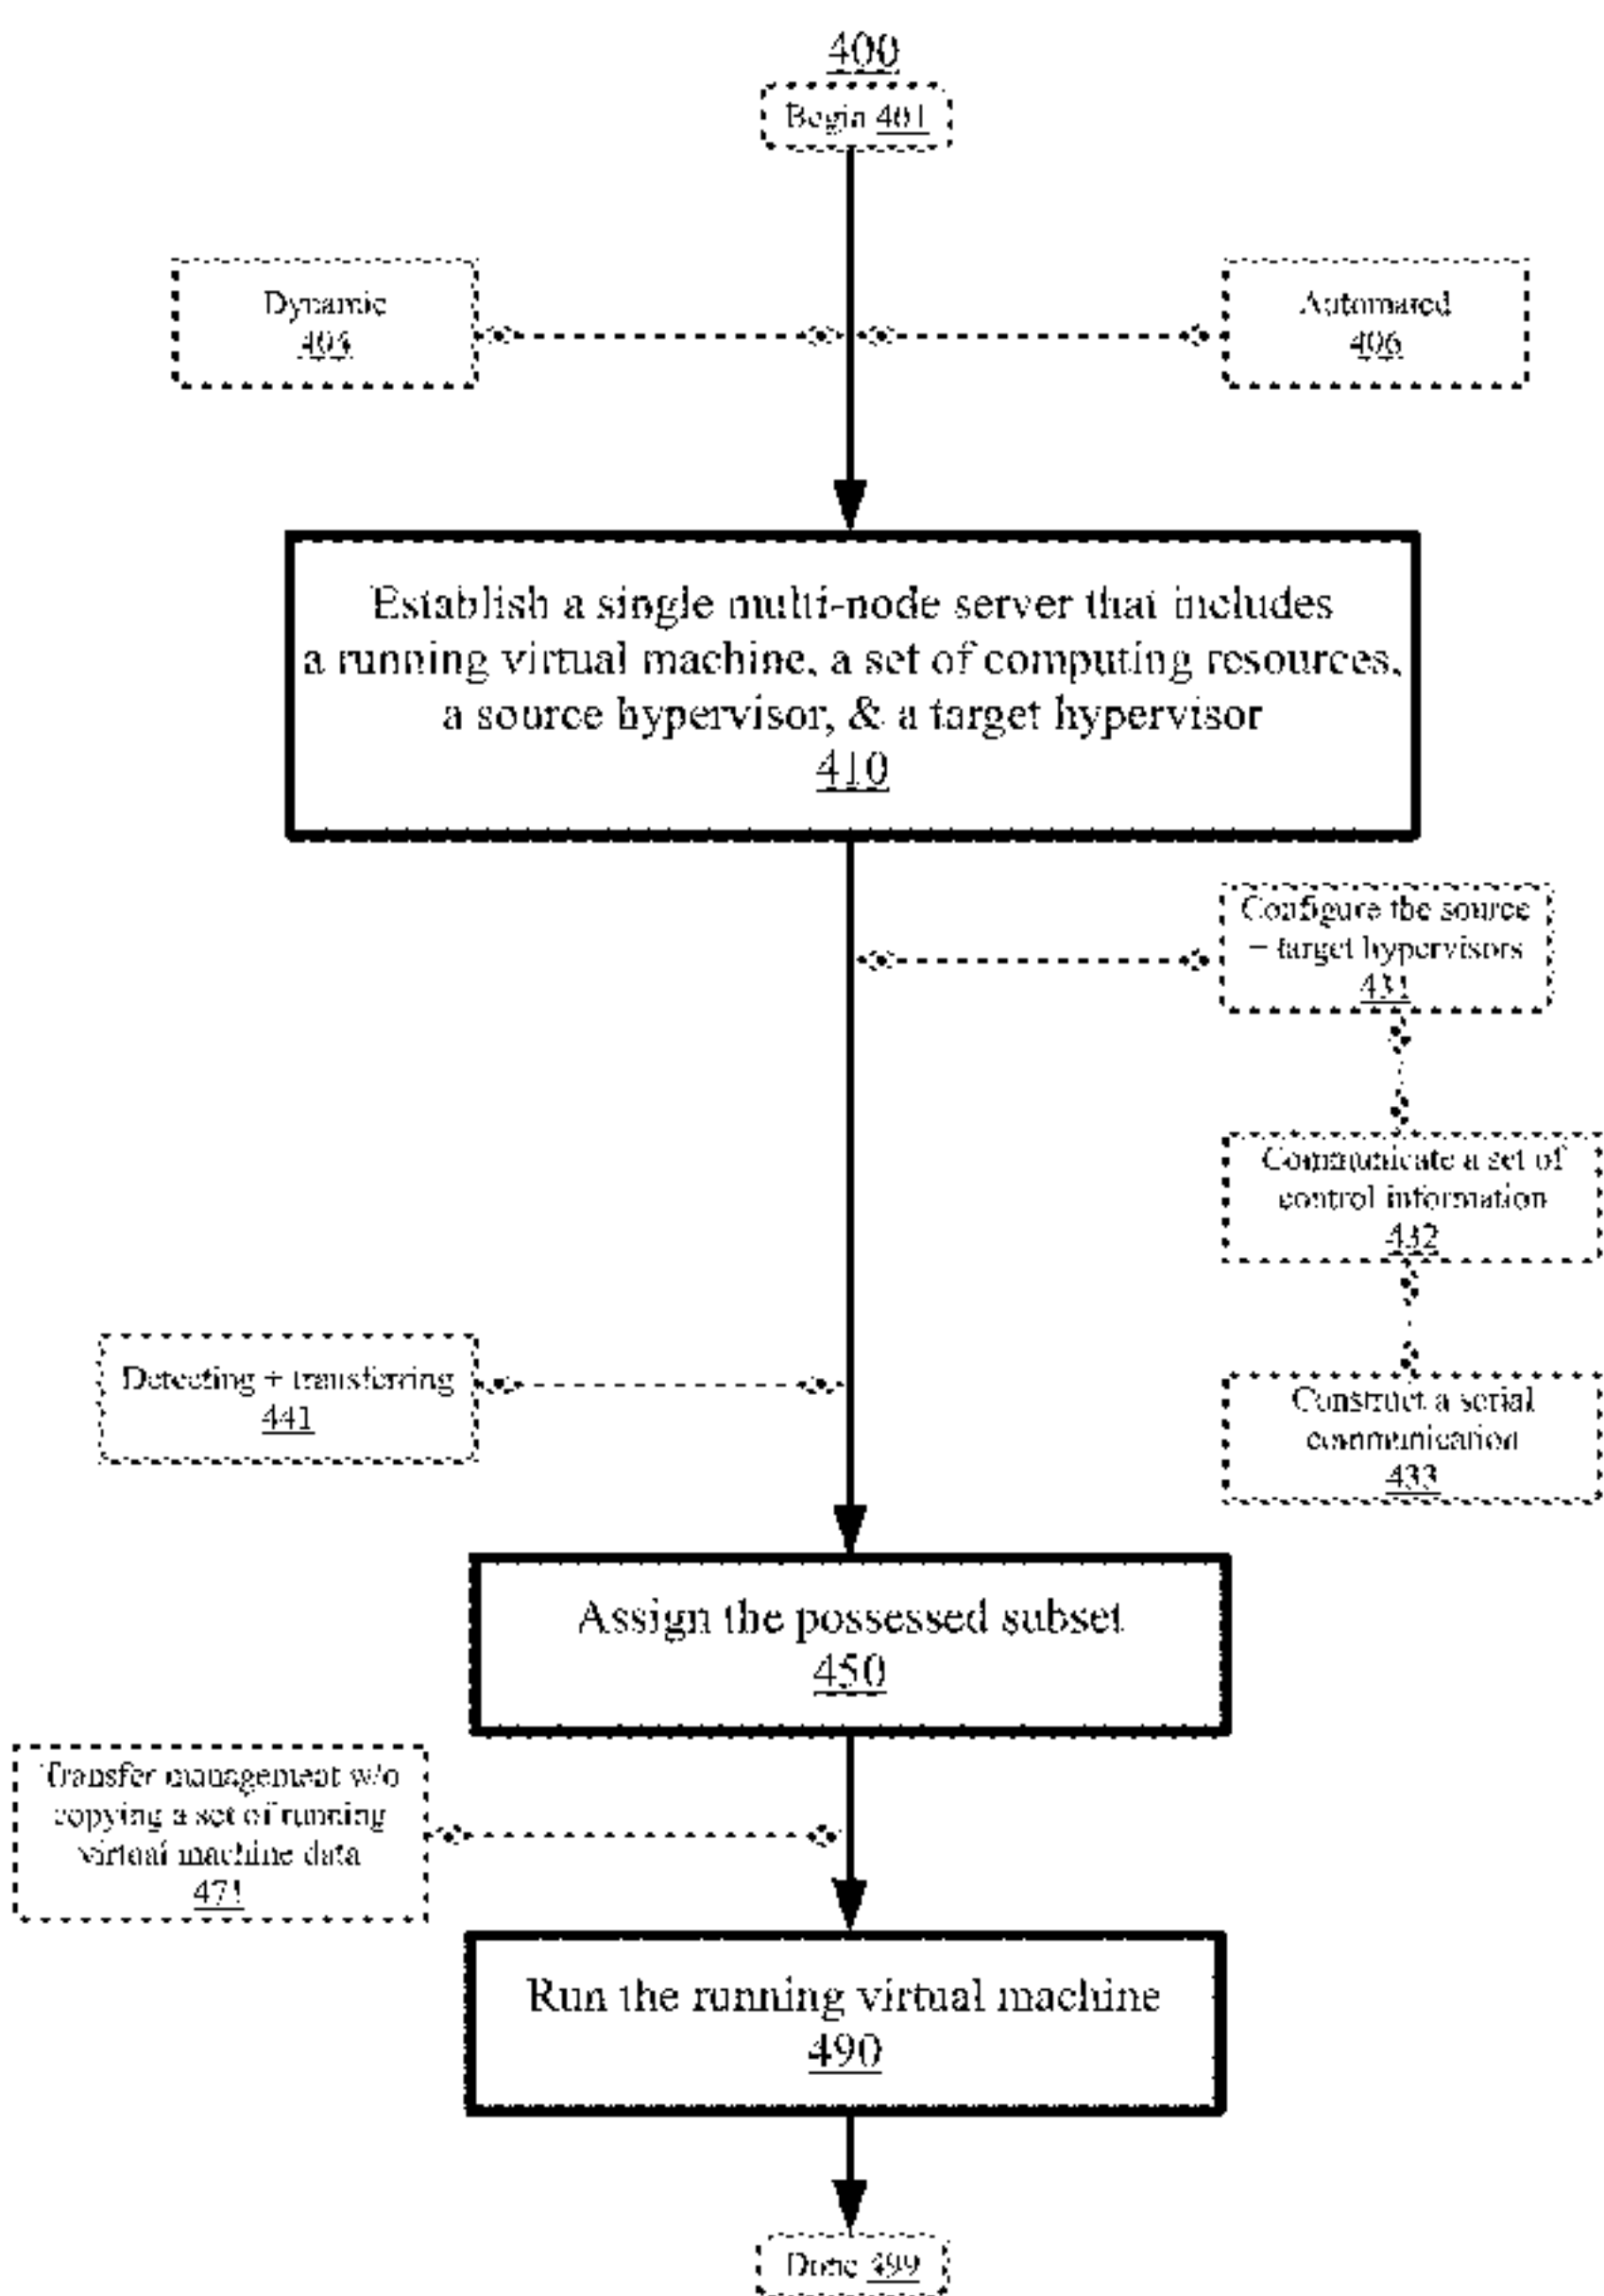 400
Begin 401
Dynamic
404
Automated
406
Establish a single multi-node server that includes
a running virtual machine, a set of computing resources,
a source hypervisor, & a target hypervisor
410
Configure the source
+ target hypervisors
431
Communicate a set of
control information
432
Construct a serial
communication
433
Detecting + transferring
441
Assign the possessed subset
450
Transfer management w/o
copying a set of running
virtual machine data
471
Run the running virtual machine
490
Done 499